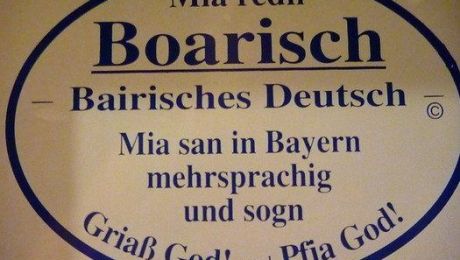 Mia redn
Boarisch
Bairisches Deutsch
©
Mia san in Bayern
mehrsprachig
und sogn
Griaß God!
Pfia God!